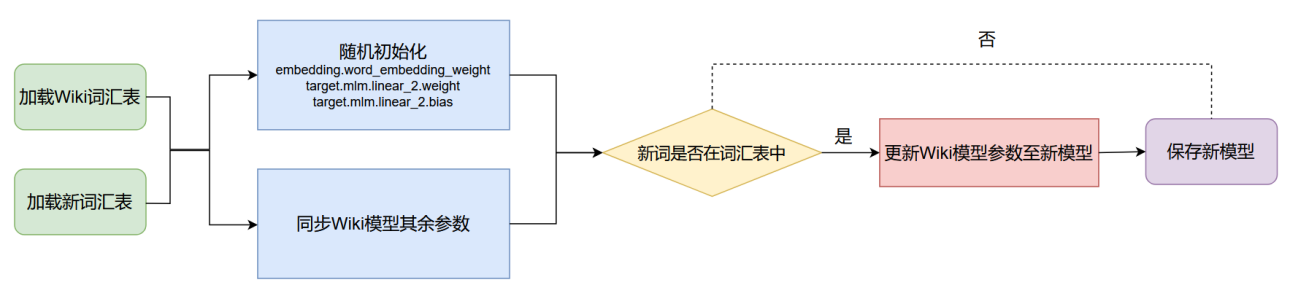 加载Wiki词汇表
加载新词汇表
随机初始化
embedding.word_embedding_weight
target.mlm.linear_2.weight
target.mlm.linear_2.bias
同步Wiki模型其余参数
新词是否在词汇表中
是
否
更新Wiki模型参数至新模型
保存新模型